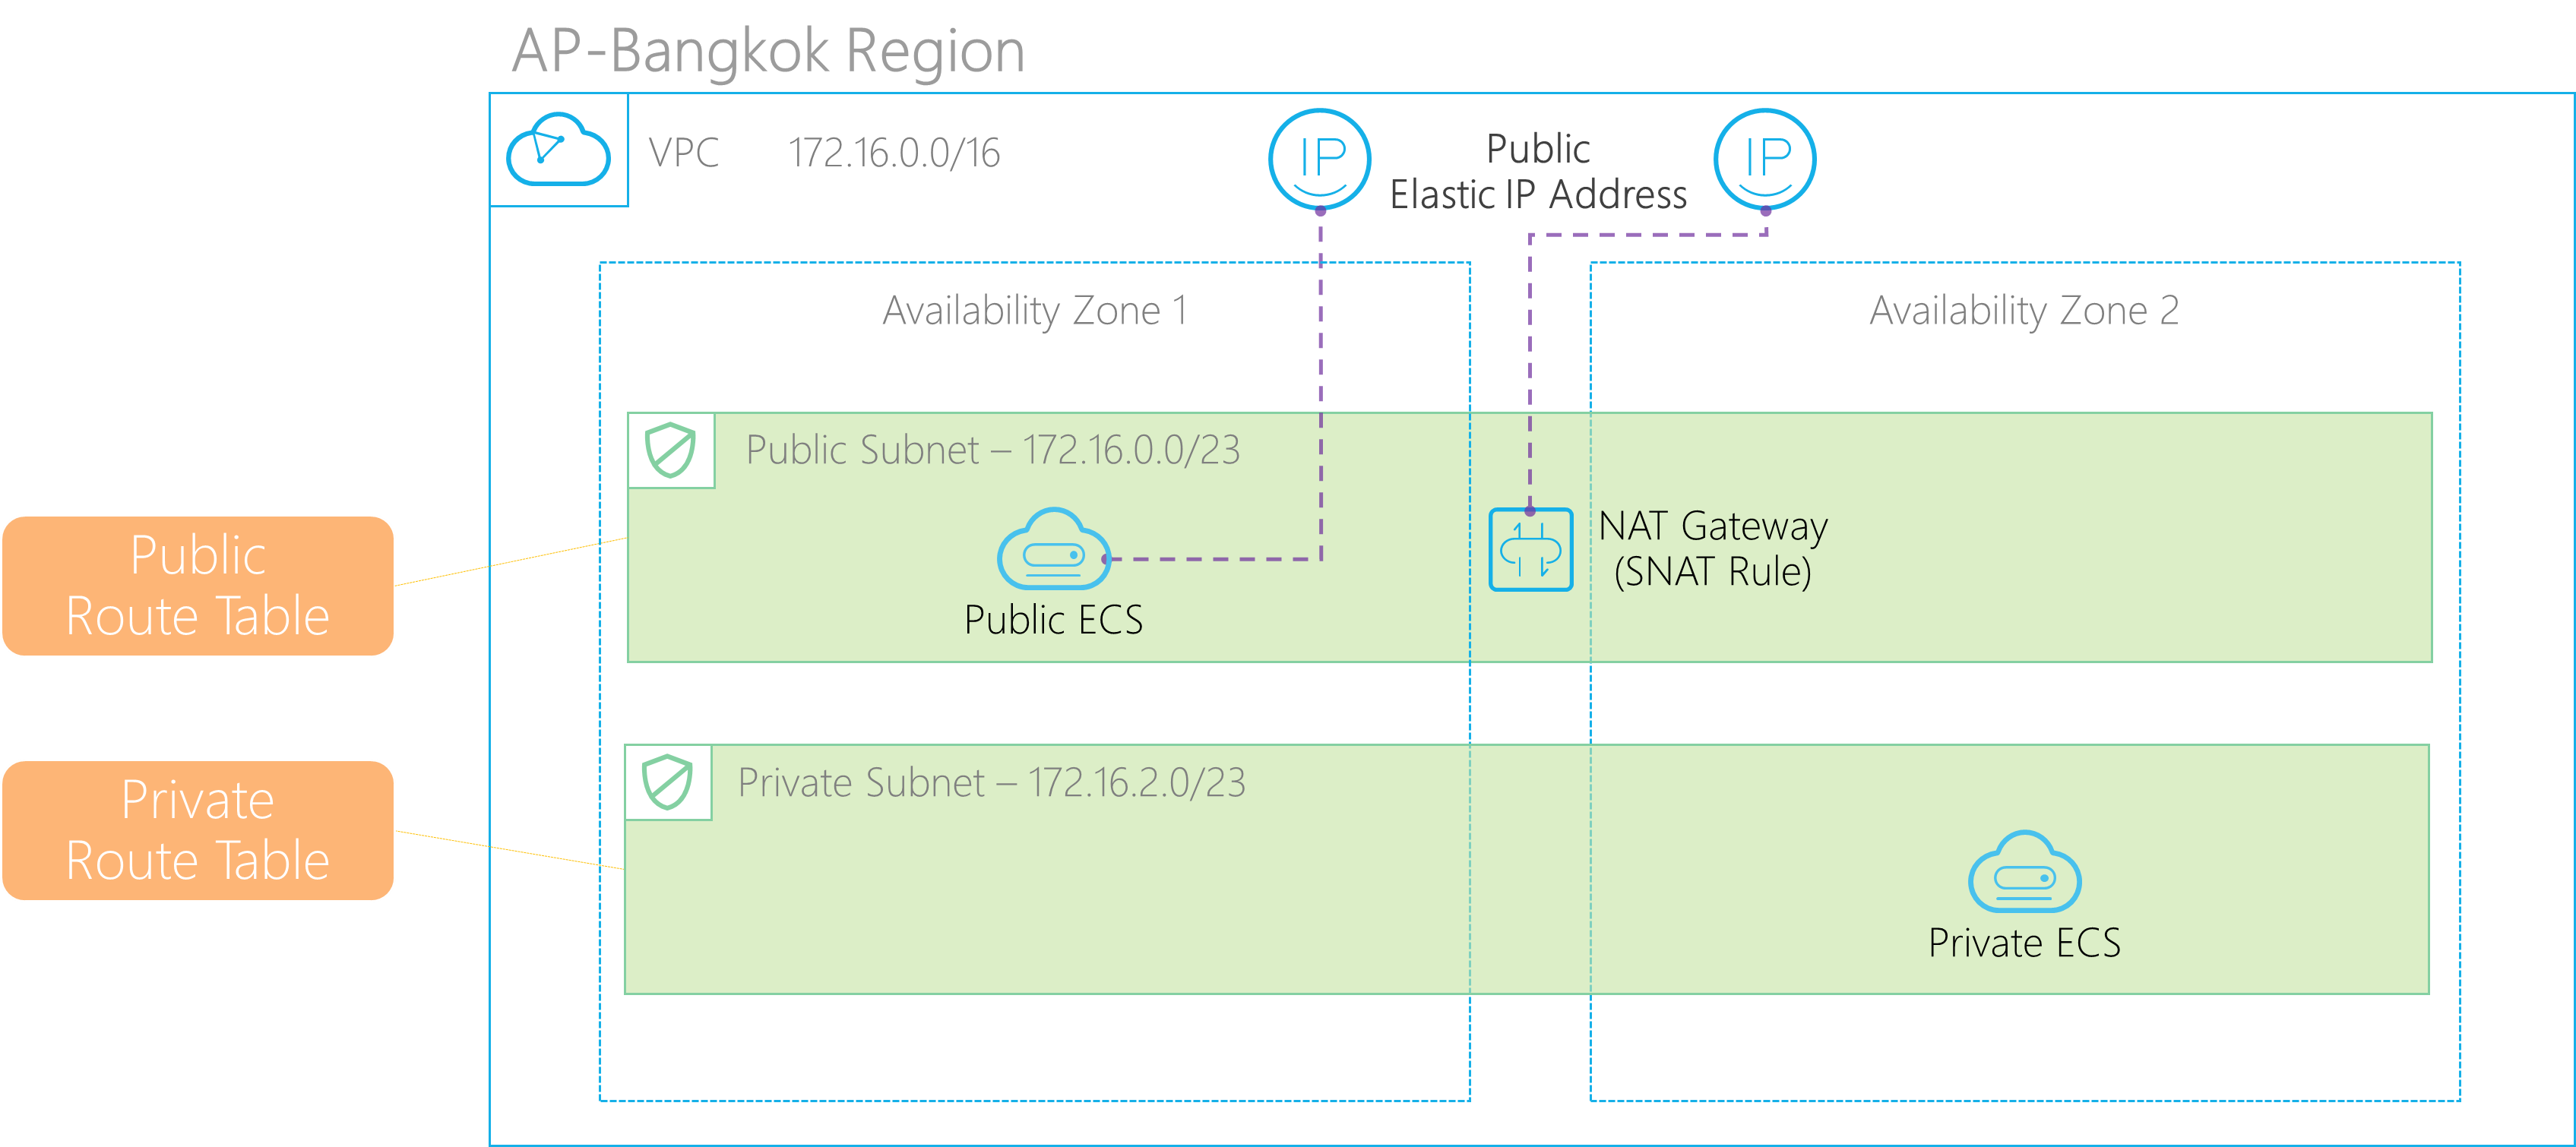 AP-Bangkok Region
VPC 172.16.0.0/16
IP
Public
Elastic IP Address
IP
Availability Zone 1
Availability Zone 2
Public Subnet – 172.16.0.0/23
Public ECS
NAT Gateway
(SNAT Rule)
Public
Route Table
Private Subnet – 172.16.2.0/23
Private ECS
Private
Route Table